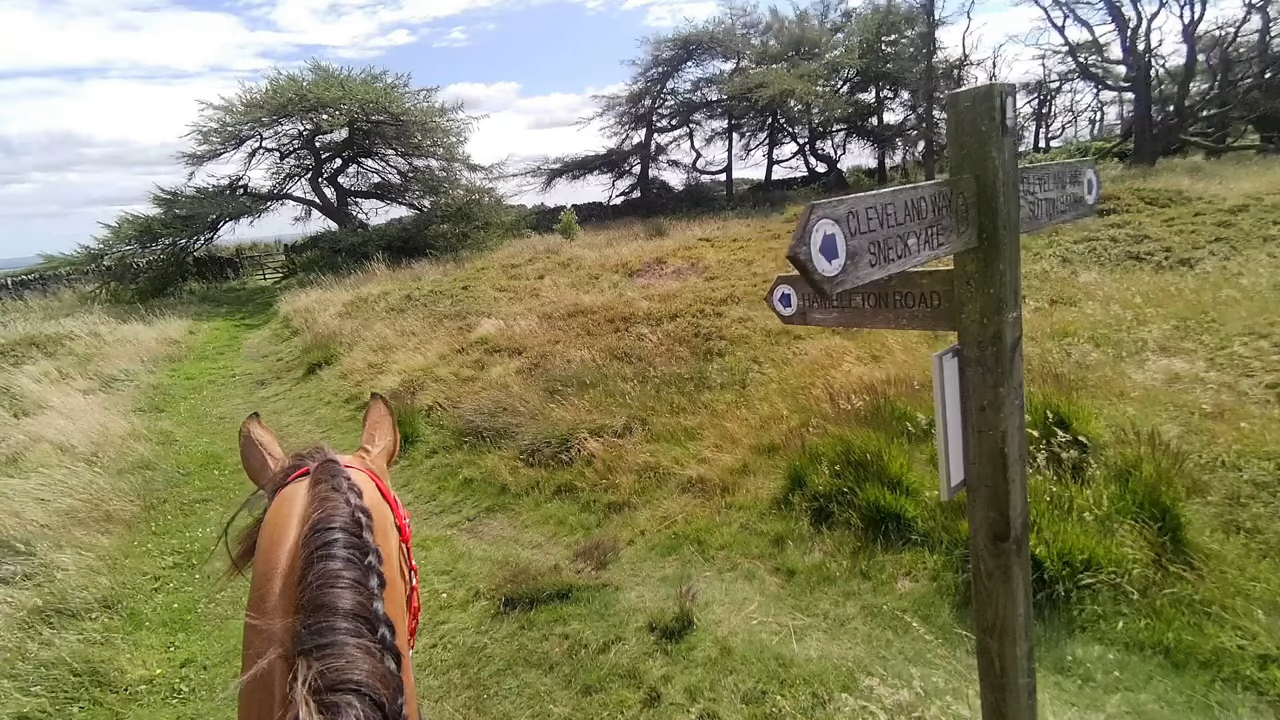 CLEVELAND WAY
SNECK YATE
HAMBLETON ROAD
CLEVELAND WAY
SUTTON BANK